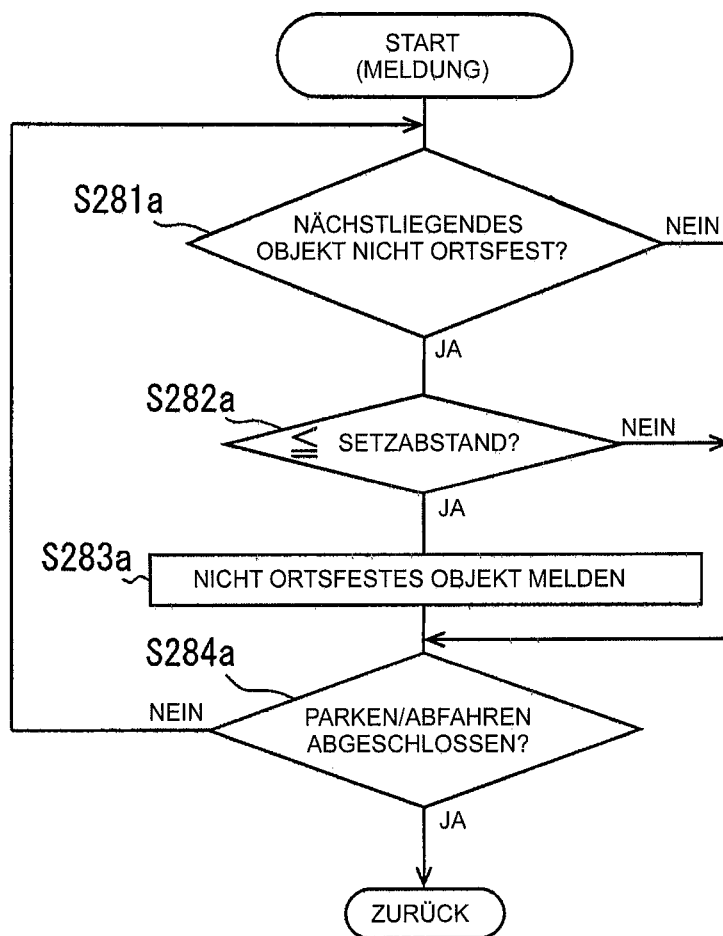 START
(MELDUNG)
S281a
NÄCHSTLIEGENDES
OBJEKT NICHT ORTSFEST?
NEIN
JA
S282a
≦ SETZABSTAND?
NEIN
JA
S283a
NICHT ORTSFESTES OBJEKT MELDEN
S284a
NEIN
PARKEN/ABFAHREN
ABGESCHLOSSEN?
JA
ZURÜCK